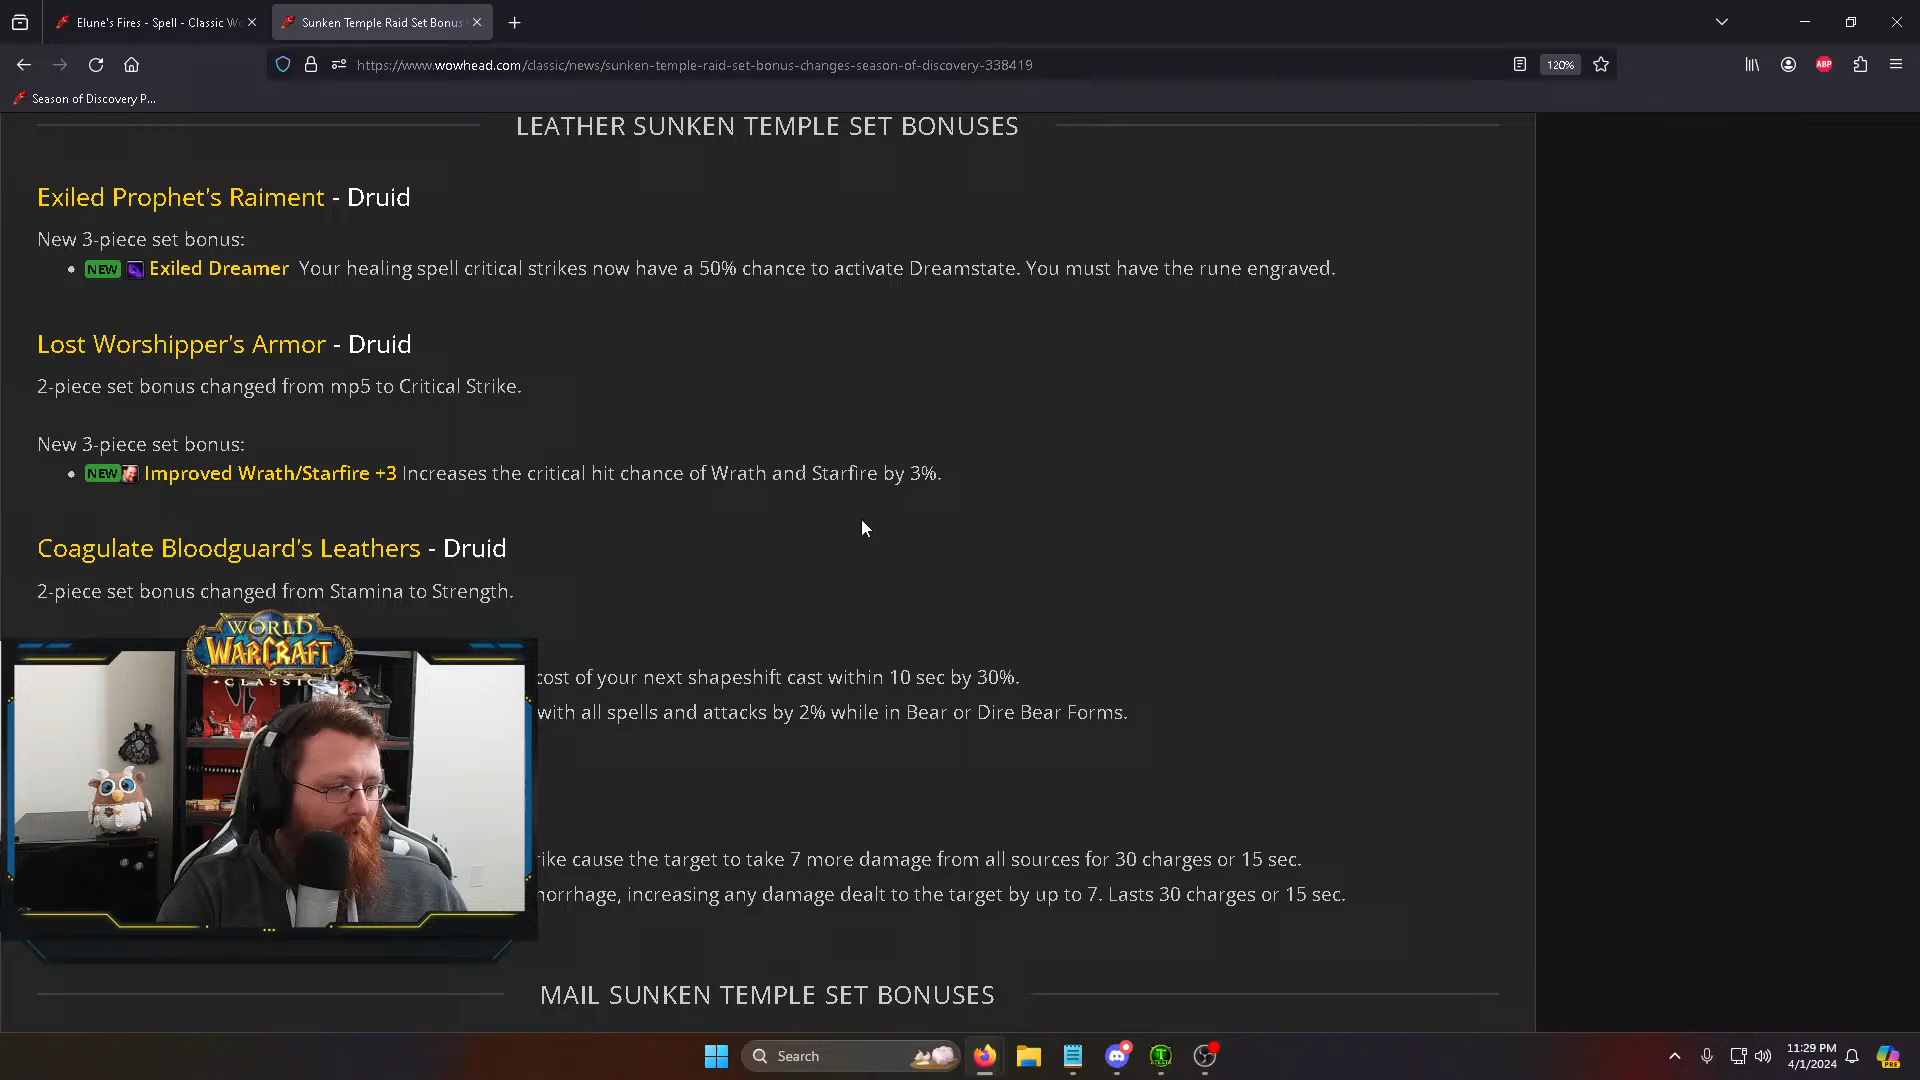 Elune's Fires - Spell - Classic Wo
Sunken Temple Raid Set Bonus
https://www.wowhead.com/classic/news/sunken-temple-raid-set-bonus-changes-season-of-discovery-338419
120%
ABP
Season of Discovery P...
LEATHER SUNKEN TEMPLE SET BONUSES
Exiled Prophet's Raiment - Druid
New 3-piece set bonus:
NEW Exiled Dreamer Your healing spell critical strikes now have a 50% chance to activate Dreamstate. You must have the rune engraved.
Lost Worshipper's Armor - Druid
2-piece set bonus changed from mp5 to Critical Strike.
New 3-piece set bonus:
NEW Improved Wrath/Starfire +3 Increases the critical hit chance of Wrath and Starfire by 3%.
Coagulate Bloodguard's Leathers - Druid
2-piece set bonus changed from Stamina to Strength.
WORLD
WARCRAFT
CLASSIC
cost of your next shapeshift cast within 10 sec by 30%.
with all spells and attacks by 2% while in Bear or Dire Bear Forms.
rike cause the target to take 7 more damage from all sources for 30 charges or 15 sec.
morrhage, increasing any damage dealt to the target by up to 7. Lasts 30 charges or 15 sec.
MAIL SUNKEN TEMPLE SET BONUSES
Search
11:29 PM
4/1/2024
PRE